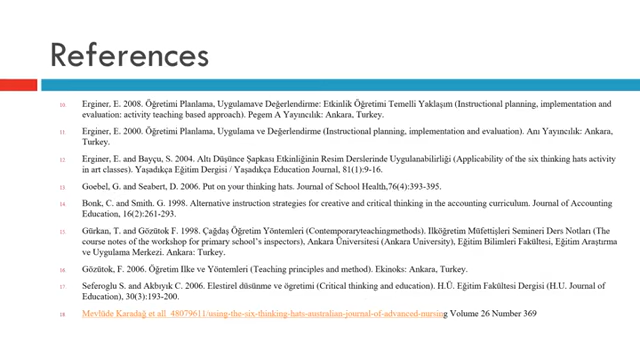 References
10 Erginer, E. 2008. Öğretimi Planlama, Uygulamave Değerlendirme: Etkinlik Öğretimi Temelli Yaklaşım (Instructional planning, implementation and
evaluation: activity teaching based approach). Pegem A Yayıncılık: Ankara, Turkey.
11 Erginer, E. 2000. Öğretimi Planlama, Uygulama ve Değerlendirme (Instructional planning, implementation and evaluation). Anı Yayıncılık: Ankara,
Turkey.
12 Erginer, E. and Bayçu, S. 2004. Altı Düşünce Şapkası Etkinliğinin Resim Derslerinde Uygulanabilirliği (Applicability of the six thinking hats activity
in art classes). Yaşadıkça Eğitim Dergisi / Yaşadıkça Education Journal, 81(1):9-16.
13 Goebel, G. and Seabert, D. 2006. Put on your thinking hats. Journal of School Health,76(4):393-395.
14 Bonk, C. and Smith. G. 1998. Alternative instruction strategies for creative and critical thinking in the accounting curriculum. Journal of Accounting
Education, 16(2):261-293.
15 Gürkan, T. and Gözütok F. 1998. Çağdaş Öğretim Yöntemleri (Contemporaryteachingmethods). Ilköğretim Müfettişleri Semineri Ders Notları (The
course notes of the workshop for primary school's inspectors), Ankara Üniversitesi (Ankara University), Eğitim Bilimleri Fakültesi, Eğitim Araştırma
ve Uygulama Merkezi. Ankara: Turkey.
16 Gözütok, F. 2006. Öğretim Ilke ve Yöntemleri (Teaching principles and method). Ekinoks: Ankara, Turkey.
17 Seferoglu S. and Akbıyık C. 2006. Elestirel düsünme ve ögretimi (Critical thinking and education). H.Ü. Eğitim Fakültesi Dergisi (H.U. Journal of
Education), 30(3):193-200.
18 Mevlüde Karadağ et all 48079611/using-the-six-thinking-hats-australian-journal-of-advanced-nursing Volume 26 Number 369